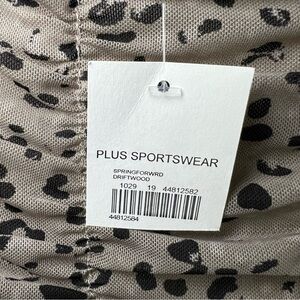 PLUS SPORTSWEAR
SPRINGFORWRD
DRIFTWOOD
1029 19 44812582
44812584